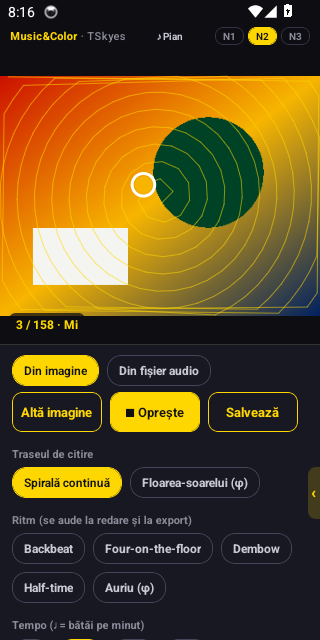 8:16
Music&Color · TSkyes ♪Pian N1 N2 N3
3 / 158 · Mi
Din imagine Din fișier audio
Altă imagine ■ Oprește Salvează
Traseul de citire
Spirală continuă Floarea-soarelui (φ)
‹
Ritm (se aude la redare și la export)
Backbeat Four-on-the-floor Dembow
Half-time Auriu (φ)
Tempo (♩ = bătăi pe minut)